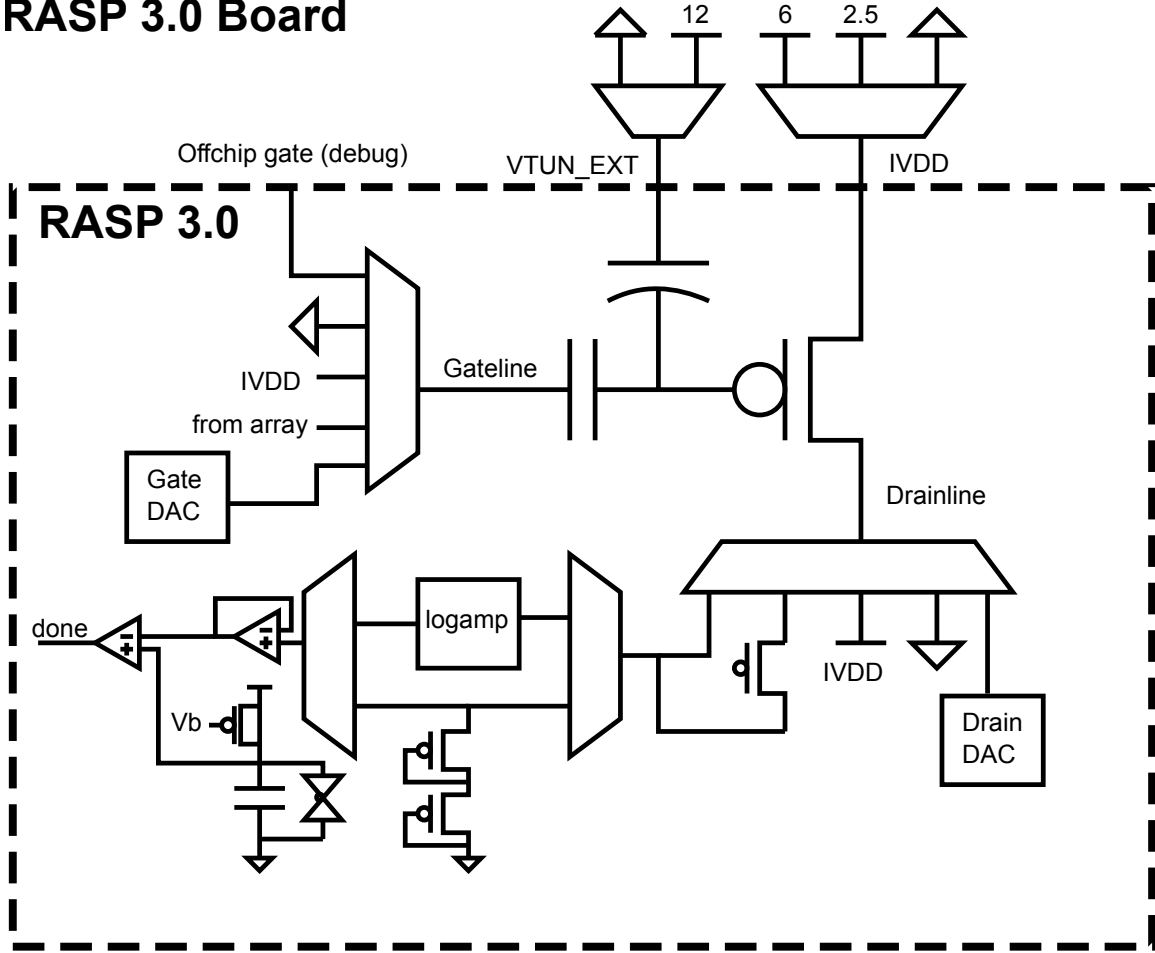 RASP 3.0 Board
12
6
2.5
Offchip gate (debug)
VTUN_EXT
IVDD
RASP 3.0
Gateline
IVDD
from array
Gate
DAC
Drainline
logamp
done
IVDD
Vb
Drain
DAC